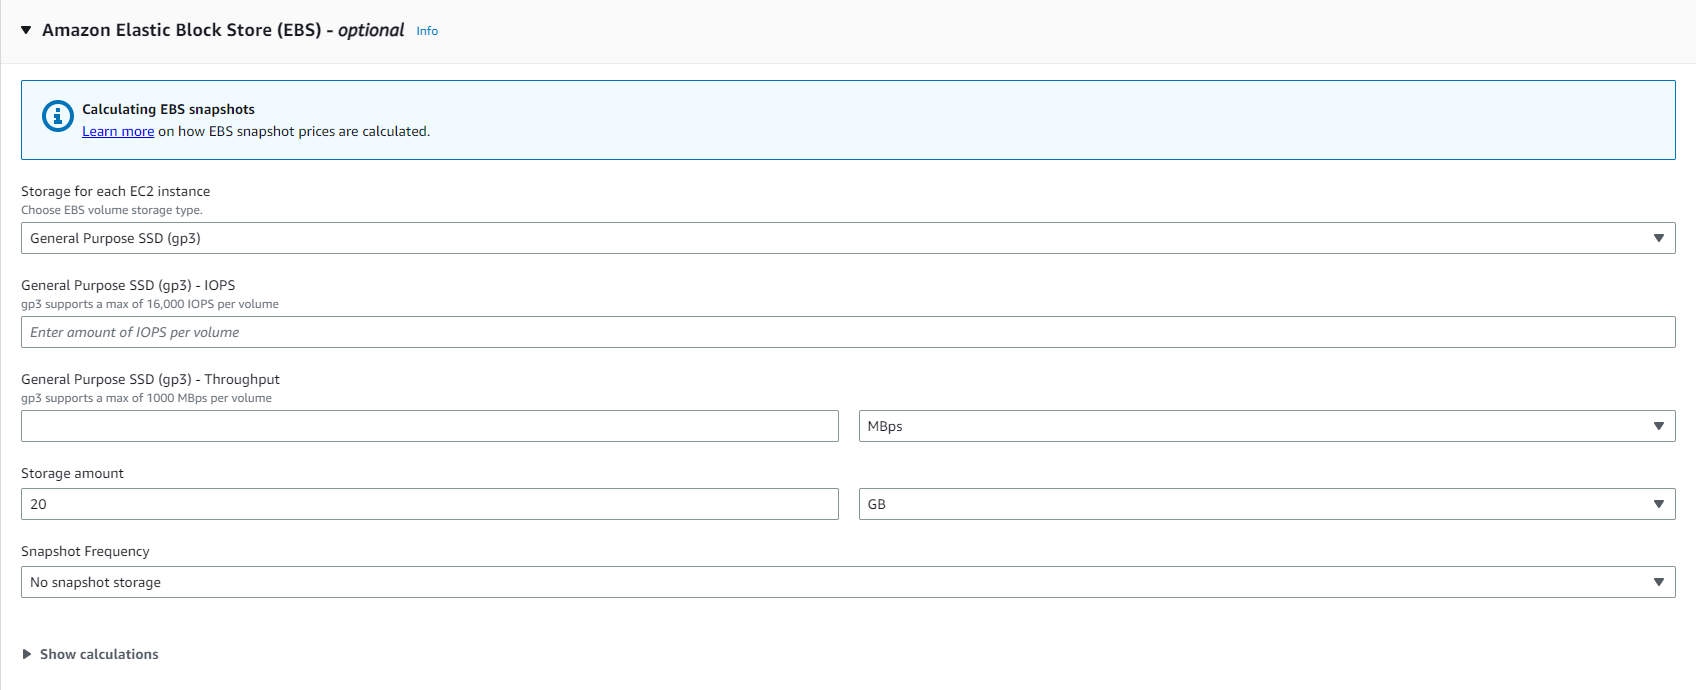 Amazon Elastic Block Store (EBS) - optional Info
Calculating EBS snapshots
Learn more on how EBS snapshot prices are calculated.
Storage for each EC2 instance
Choose EBS volume storage type.
General Purpose SSD (gp3)
General Purpose SSD (gp3) - IOPS
gp3 supports a max of 16,000 IOPS per volume
Enter amount of IOPS per volume
General Purpose SSD (gp3) - Throughput
gp3 supports a max of 1000 MBps per volume
MBps
Storage amount
20 GB
Snapshot Frequency
No snapshot storage
Show calculations